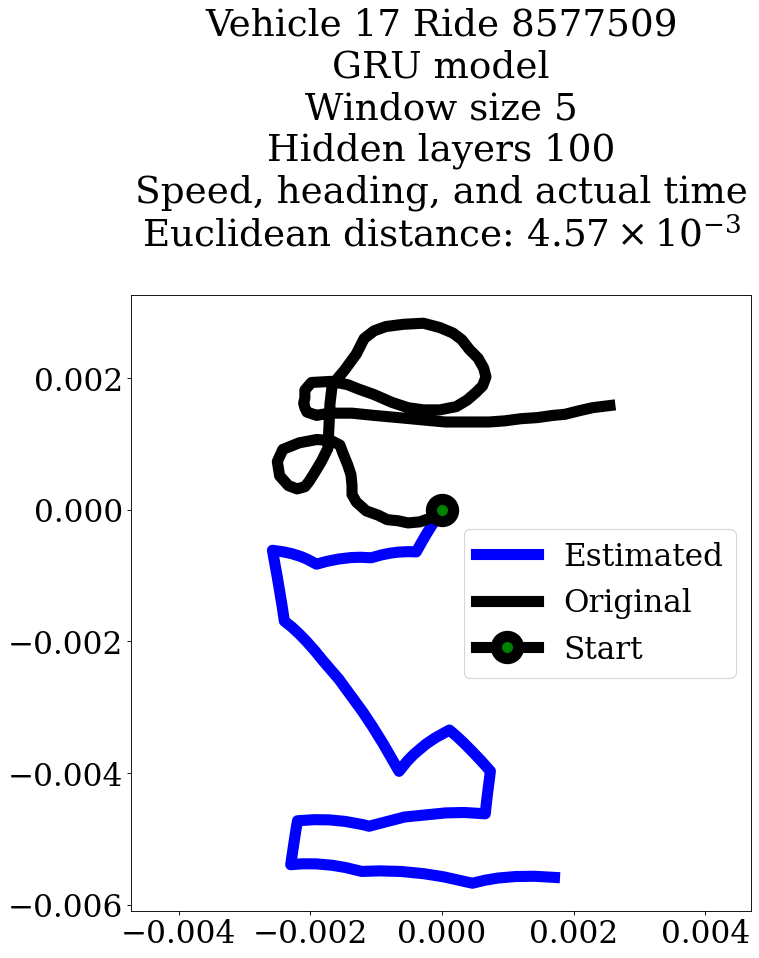 Vehicle 17 Ride 8577509
GRU model
Window size 5
Hidden layers 100
Speed, heading, and actual time
Euclidean distance: 4.57 × 10⁻³
0.002
0.000
−0.002
−0.004
−0.006
Estimated
Original
Start
−0.004 −0.002 0.000 0.002 0.004